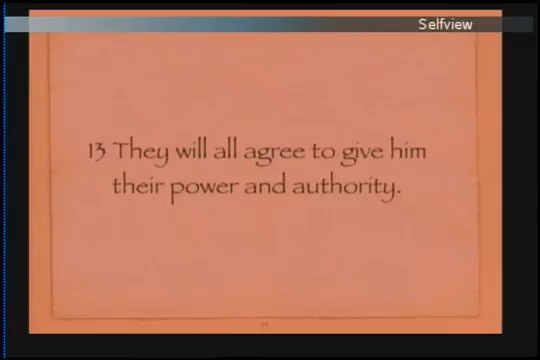 Selfview
13 They will all agree to give him
their power and authority.